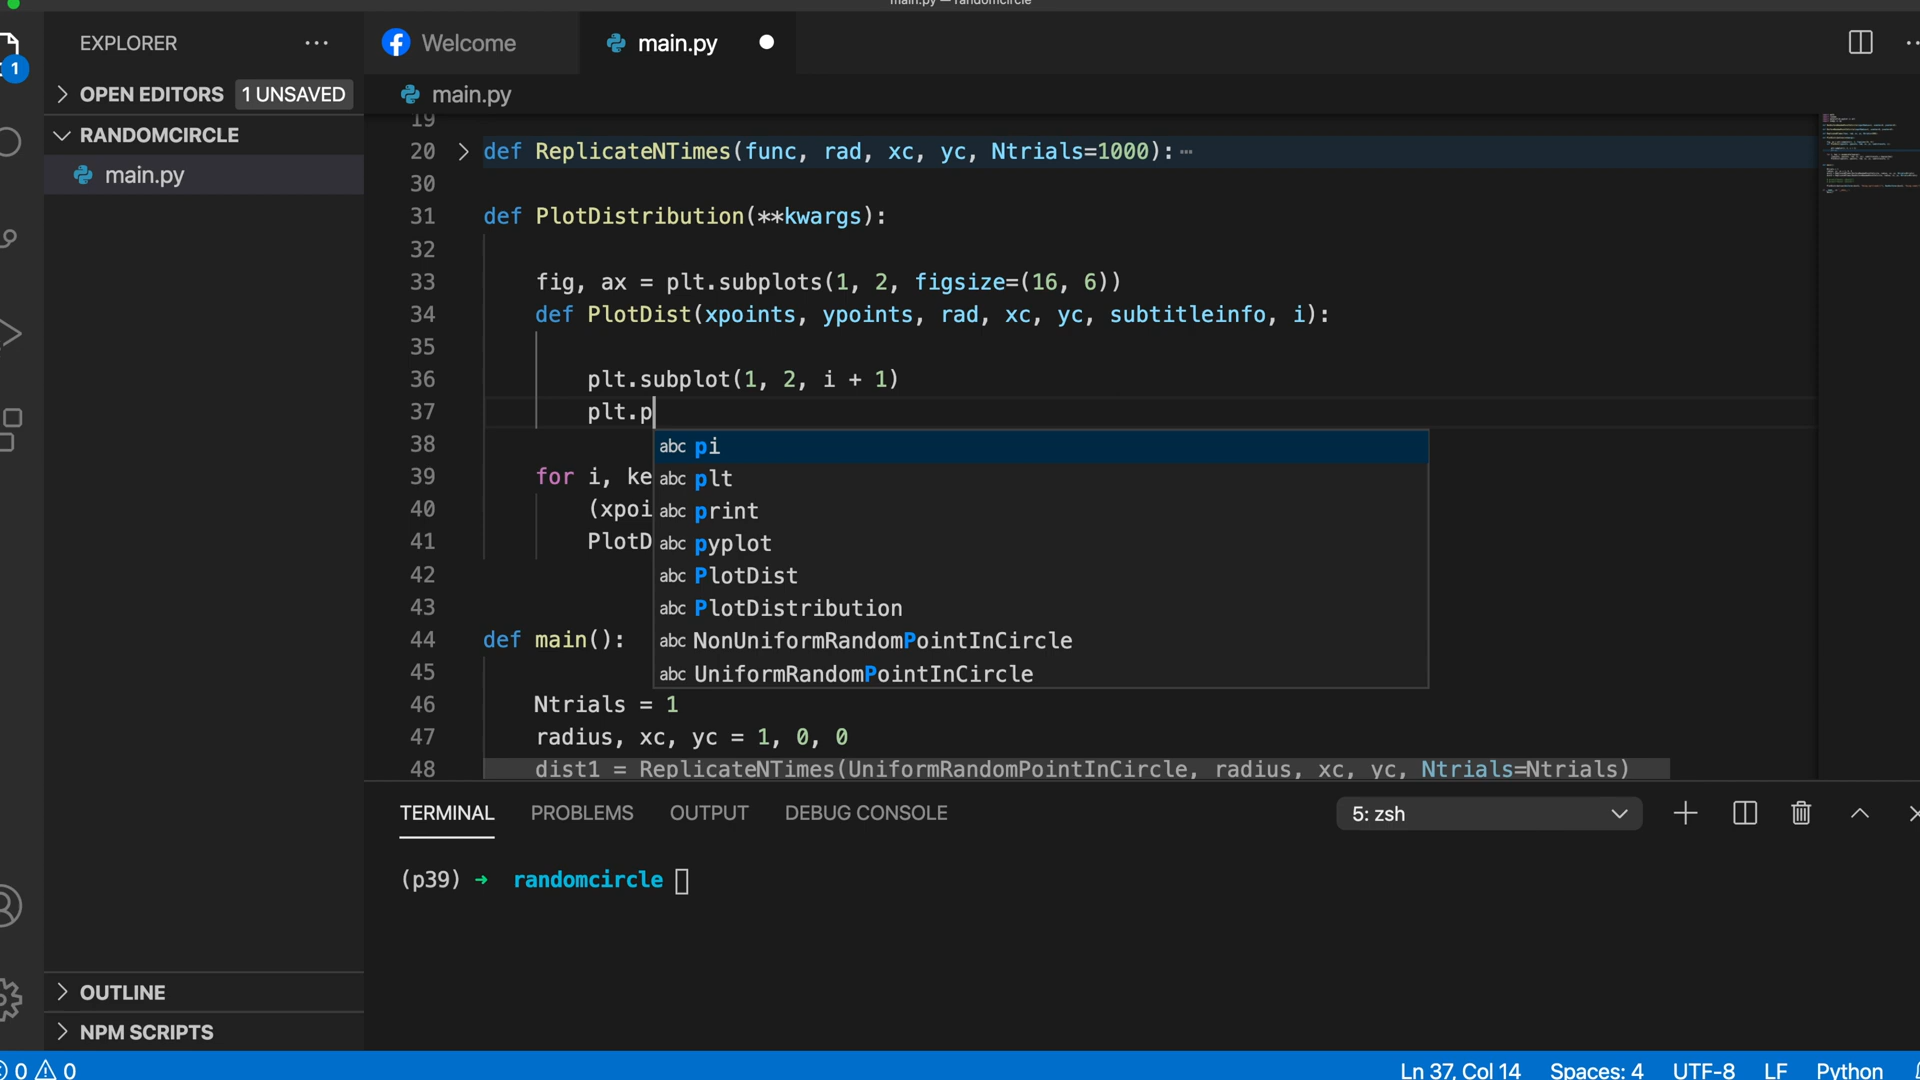 main.py — randomcircle
EXPLORER
Welcome
main.py
1
OPEN EDITORS
1 UNSAVED
main.py
RANDOMCIRCLE
main.py
19
20 def ReplicateNTimes(func, rad, xc, yc, Ntrials=1000):
30
31 def PlotDistribution(**kwargs):
32
33 fig, ax = plt.subplots(1, 2, figsize=(16, 6))
34 def PlotDist(xpoints, ypoints, rad, xc, yc, subtitleinfo, i):
35
36 plt.subplot(1, 2, i + 1)
37 plt.p
38
abc pi
abc plt
39 for i, ke
40 (xpoi
abc print
41 PlotD
abc pyplot
42
abc PlotDist
43
abc PlotDistribution
44 def main():
abc NonUniformRandomPointInCircle
45
abc UniformRandomPointInCircle
46 Ntrials = 1
47 radius, xc, yc = 1, 0, 0
48 dist1 = ReplicateNTimes(UniformRandomPointInCircle, radius, xc, yc, Ntrials=Ntrials)
TERMINAL
PROBLEMS
OUTPUT
DEBUG CONSOLE
5: zsh
(p39) ➜ randomcircle
OUTLINE
NPM SCRIPTS
0 0
Ln 37, Col 14
Spaces: 4
UTF-8
LF
Python